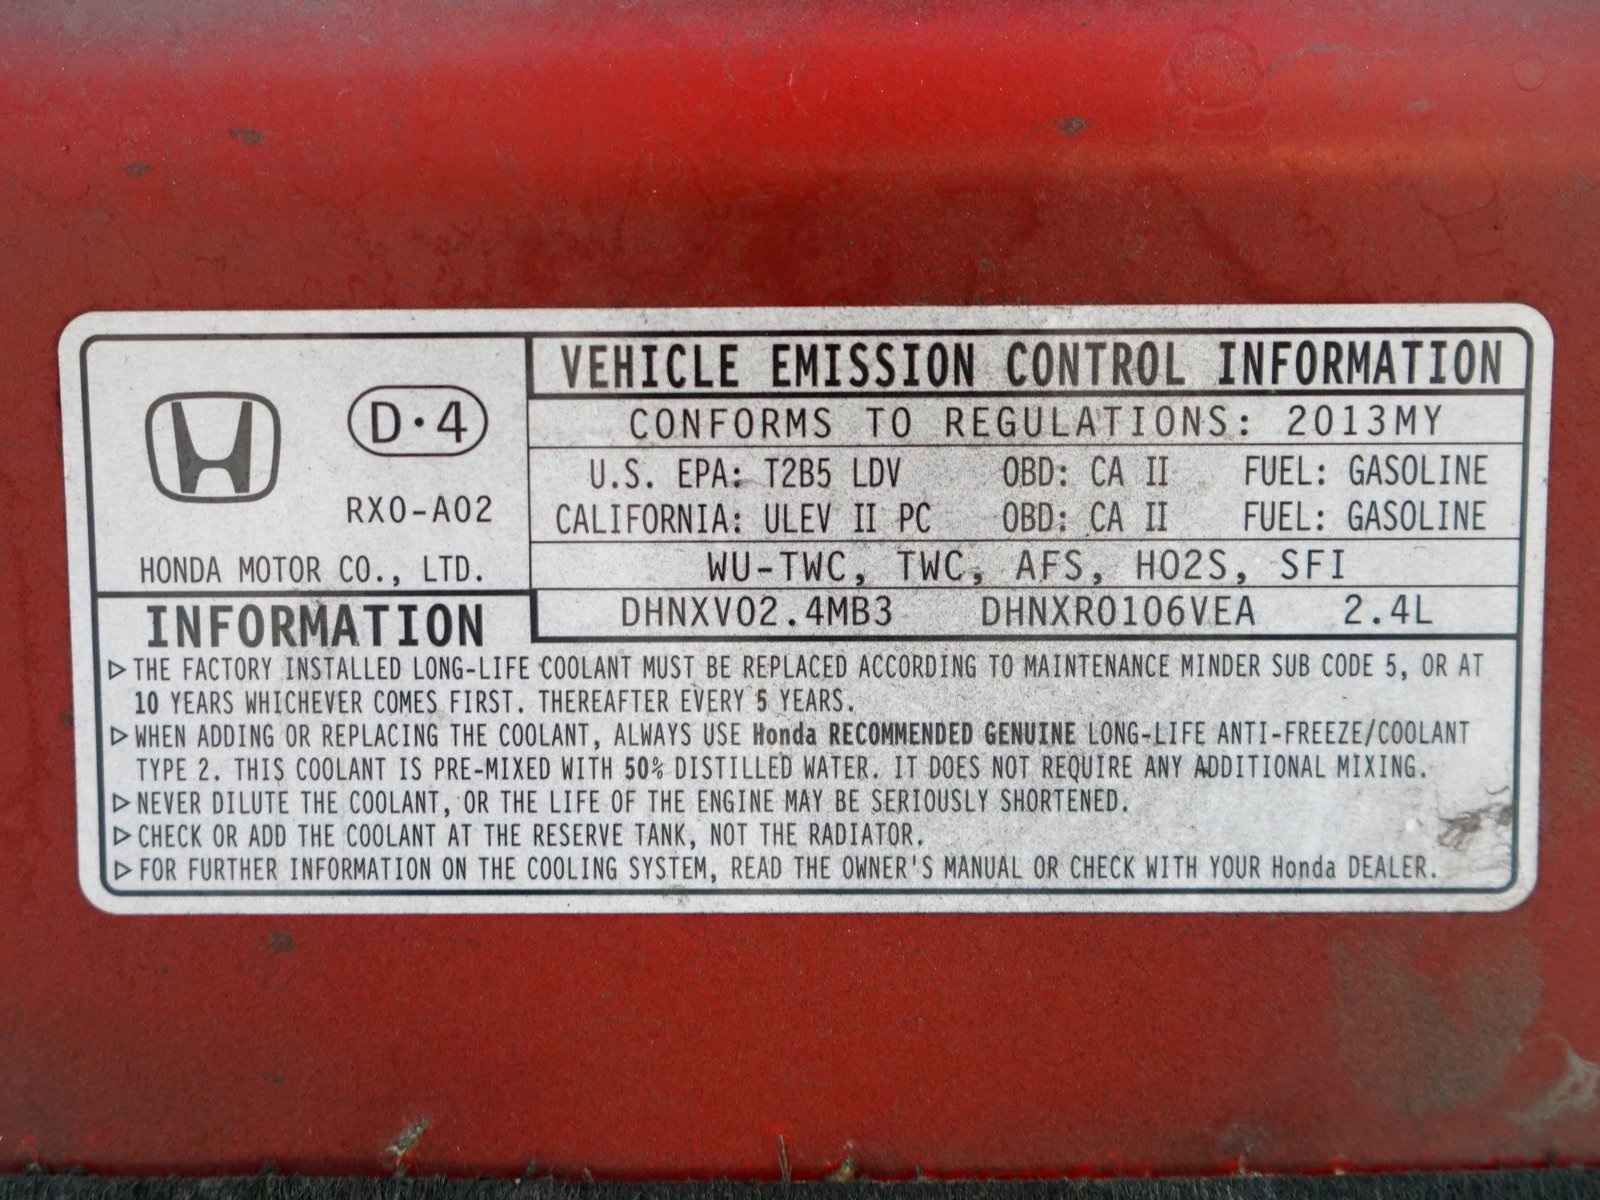 D·4
RX0-A02
HONDA MOTOR CO., LTD.
VEHICLE EMISSION CONTROL INFORMATION
CONFORMS TO REGULATIONS: 2013MY
U.S. EPA: T2B5 LDV OBD: CA II FUEL: GASOLINE
CALIFORNIA: ULEV II PC OBD: CA II FUEL: GASOLINE
WU-TWC, TWC, AFS, HO2S, SFI
DHNXV02.4MB3 DHNXR0106VEA 2.4L
INFORMATION
▷ THE FACTORY INSTALLED LONG-LIFE COOLANT MUST BE REPLACED ACCORDING TO MAINTENANCE MINDER SUB CODE 5, OR AT
10 YEARS WHICHEVER COMES FIRST. THEREAFTER EVERY 5 YEARS.
▷ WHEN ADDING OR REPLACING THE COOLANT, ALWAYS USE Honda RECOMMENDED GENUINE LONG-LIFE ANTI-FREEZE/COOLANT
TYPE 2. THIS COOLANT IS PRE-MIXED WITH 50% DISTILLED WATER. IT DOES NOT REQUIRE ANY ADDITIONAL MIXING.
▷ NEVER DILUTE THE COOLANT, OR THE LIFE OF THE ENGINE MAY BE SERIOUSLY SHORTENED.
▷ CHECK OR ADD THE COOLANT AT THE RESERVE TANK, NOT THE RADIATOR.
▷ FOR FURTHER INFORMATION ON THE COOLING SYSTEM, READ THE OWNER'S MANUAL OR CHECK WITH YOUR Honda DEALER.